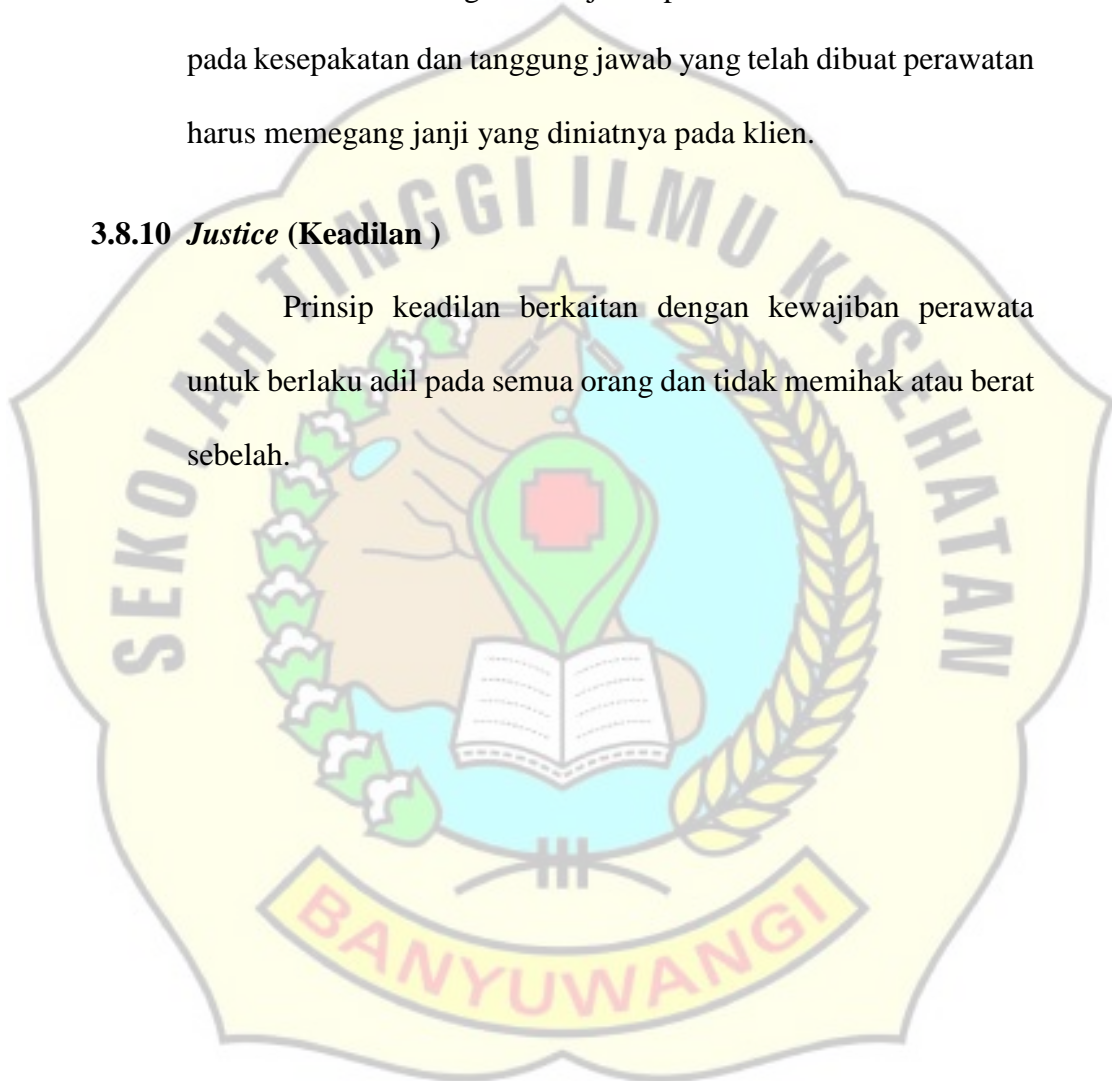 pada kesepakatan dan tanggung jawab yang telah dibuat perawatan
harus memegang janji yang diniatnya pada klien.
3.8.10 Justice (Keadilan )
Prinsip keadilan berkaitan dengan kewajiban perawata
untuk berlaku adil pada semua orang dan tidak memihak atau berat
sebelah.
SEKOLAH TINGGI ILMU KESEHATAN
BANYUWANGI